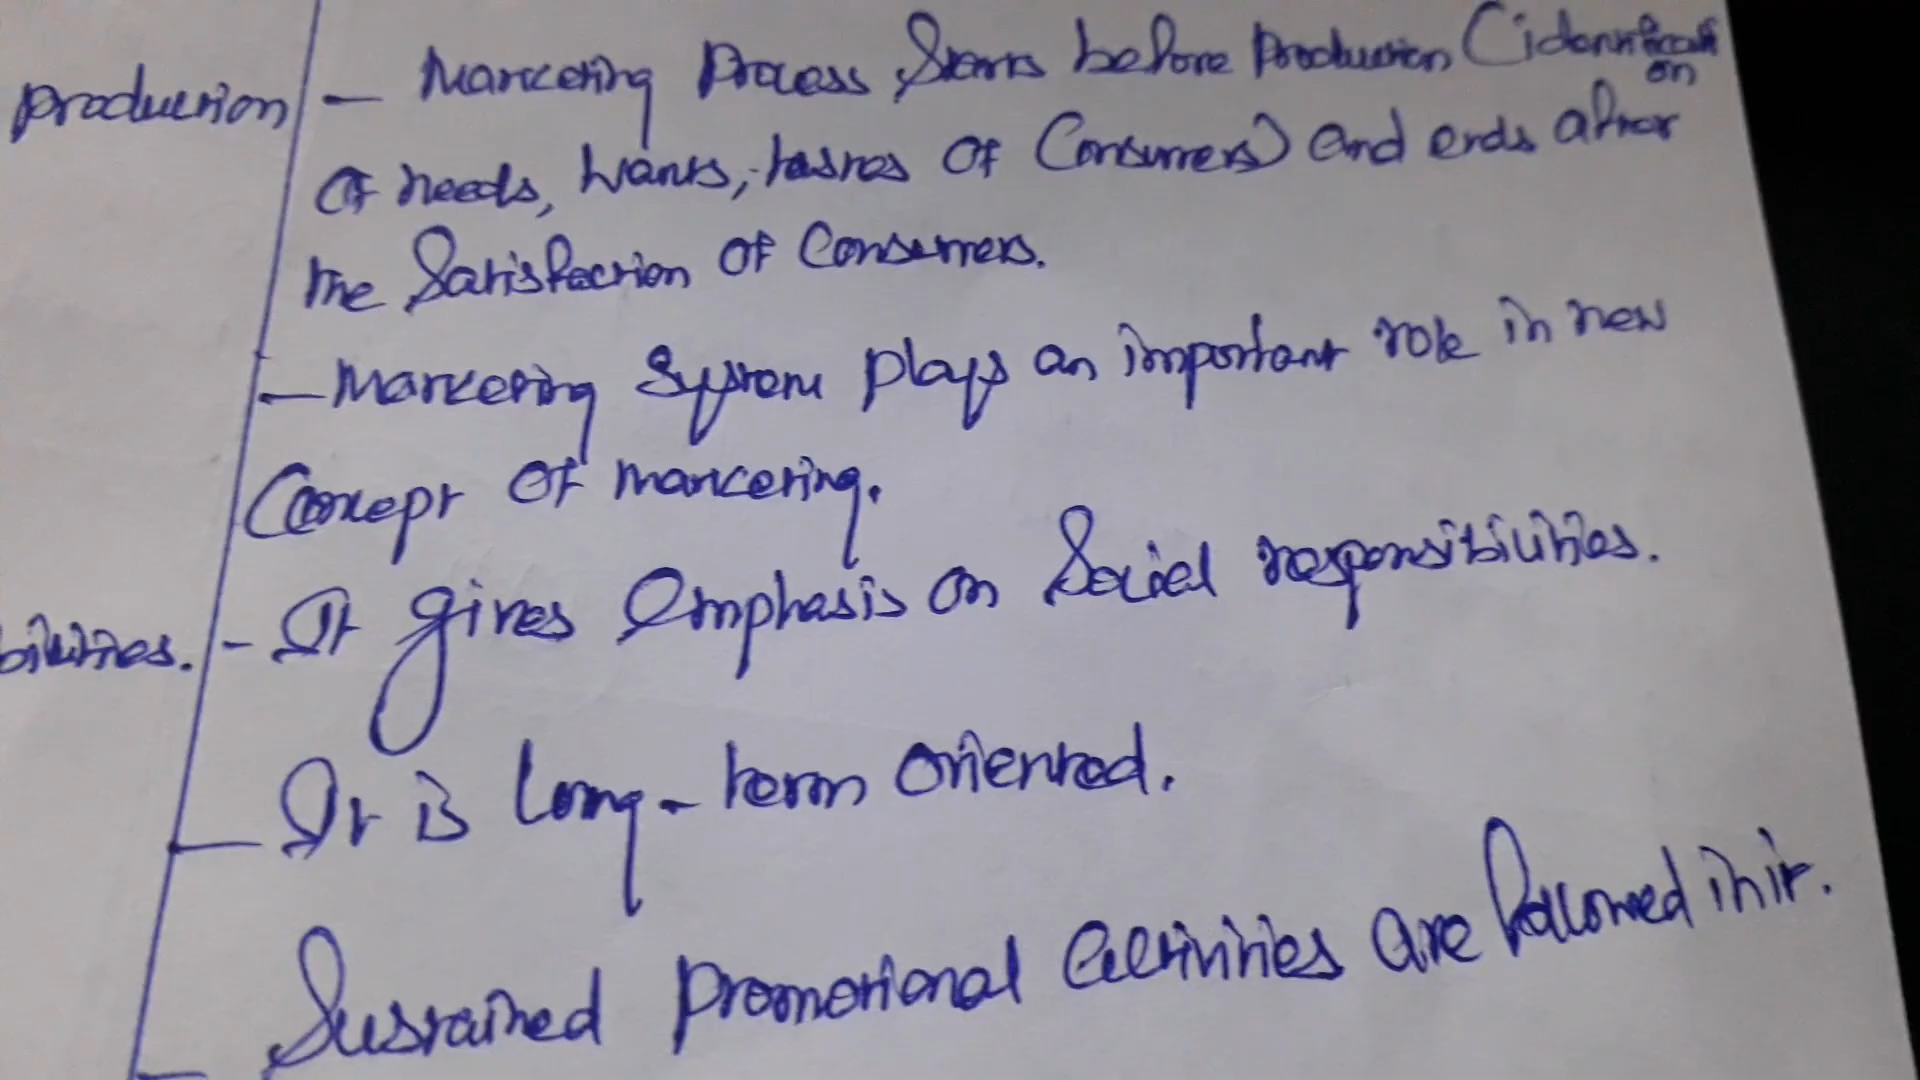 production - Marketing Process Starts before Production (identification
of needs, wants, tastes of Consumers) and ends after
the Satisfaction of Consumers.
- Marketing System plays an important role in new
Concept of marketing.
bilities. - It gives Emphasis on Social responsibilities.
- It is long-term oriented.
- Sustained promotional activities are followed in it.